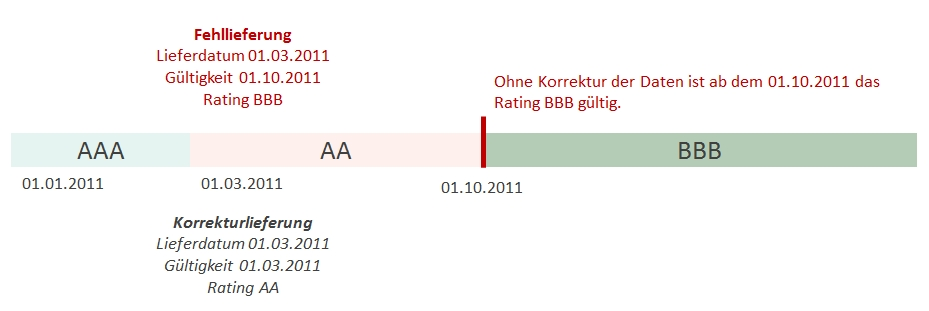 Fehllieferung
Lieferdatum 01.03.2011
Gültigkeit 01.10.2011
Rating BBB
Ohne Korrektur der Daten ist ab dem 01.10.2011 das
Rating BBB gültig.
AAA
AA
BBB
01.01.2011
01.03.2011
01.10.2011
Korrekturlieferung
Lieferdatum 01.03.2011
Gültigkeit 01.03.2011
Rating AA